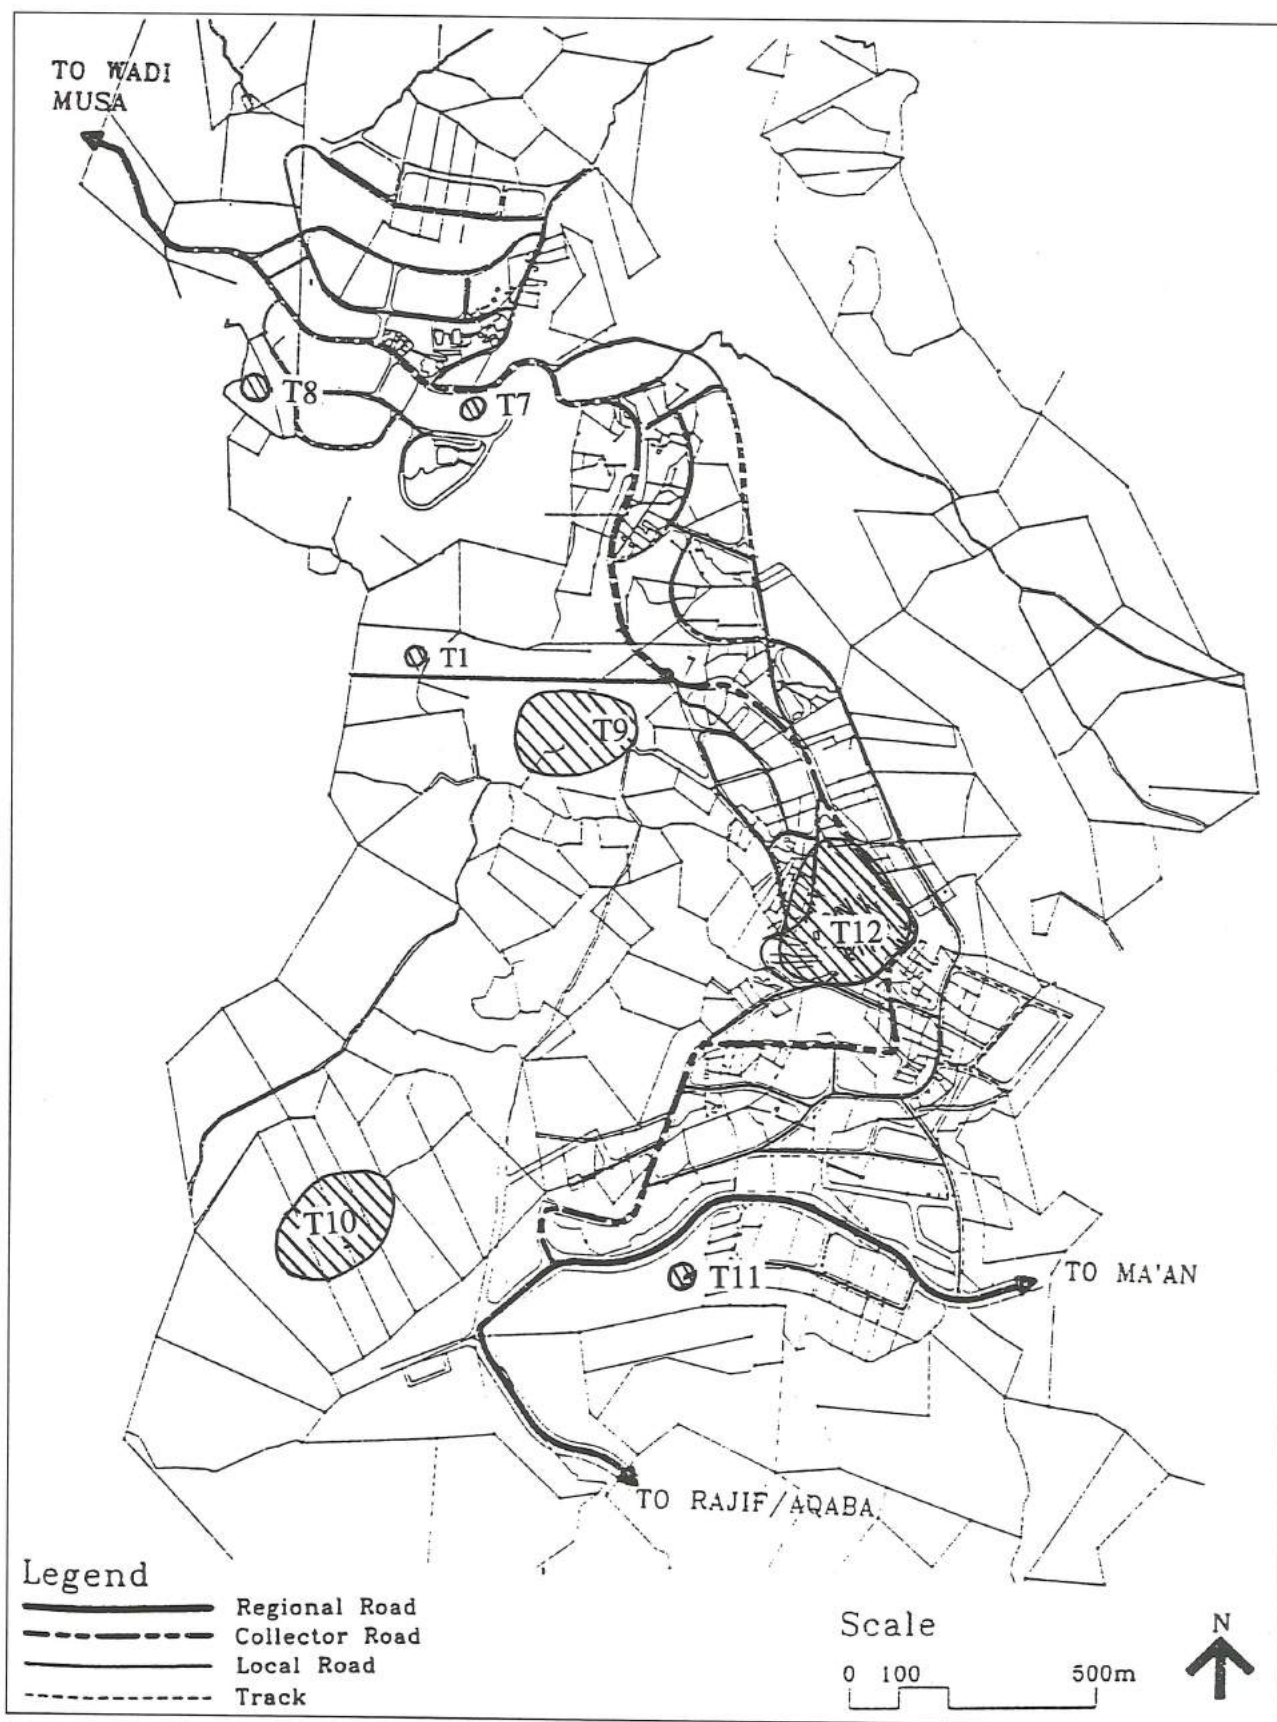 TO WADI
MUSA
T8
T7
T1
T9
T12
T10
T11
TO MA'AN
TO RAJIF/AQABA
Legend
Regional Road
Collector Road
Local Road
Track
Scale
0 100 500m
N